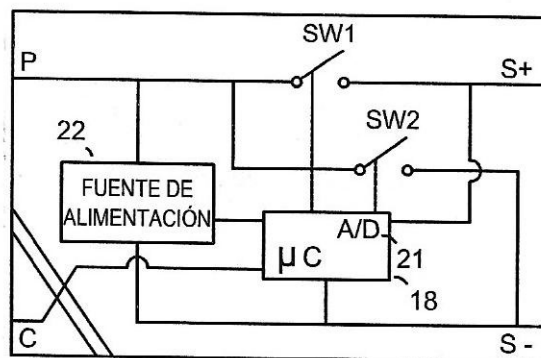 SW1
P
S+
SW2
22
FUENTE DE
ALIMENTACIÓN
A/D
21
µC
18
C
S -